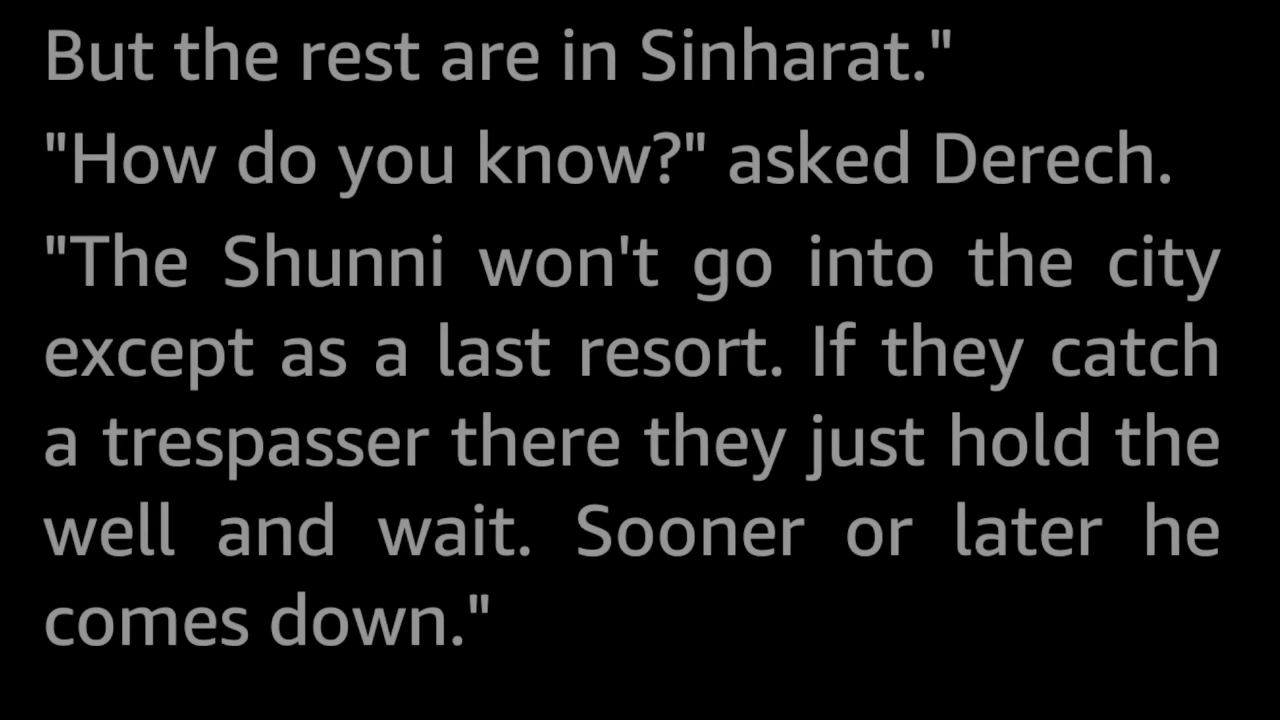 But the rest are in Sinharat."
"How do you know?" asked Derech.
"The Shunni won't go into the city
except as a last resort. If they catch
a trespasser there they just hold the
well and wait. Sooner or later he
comes down."